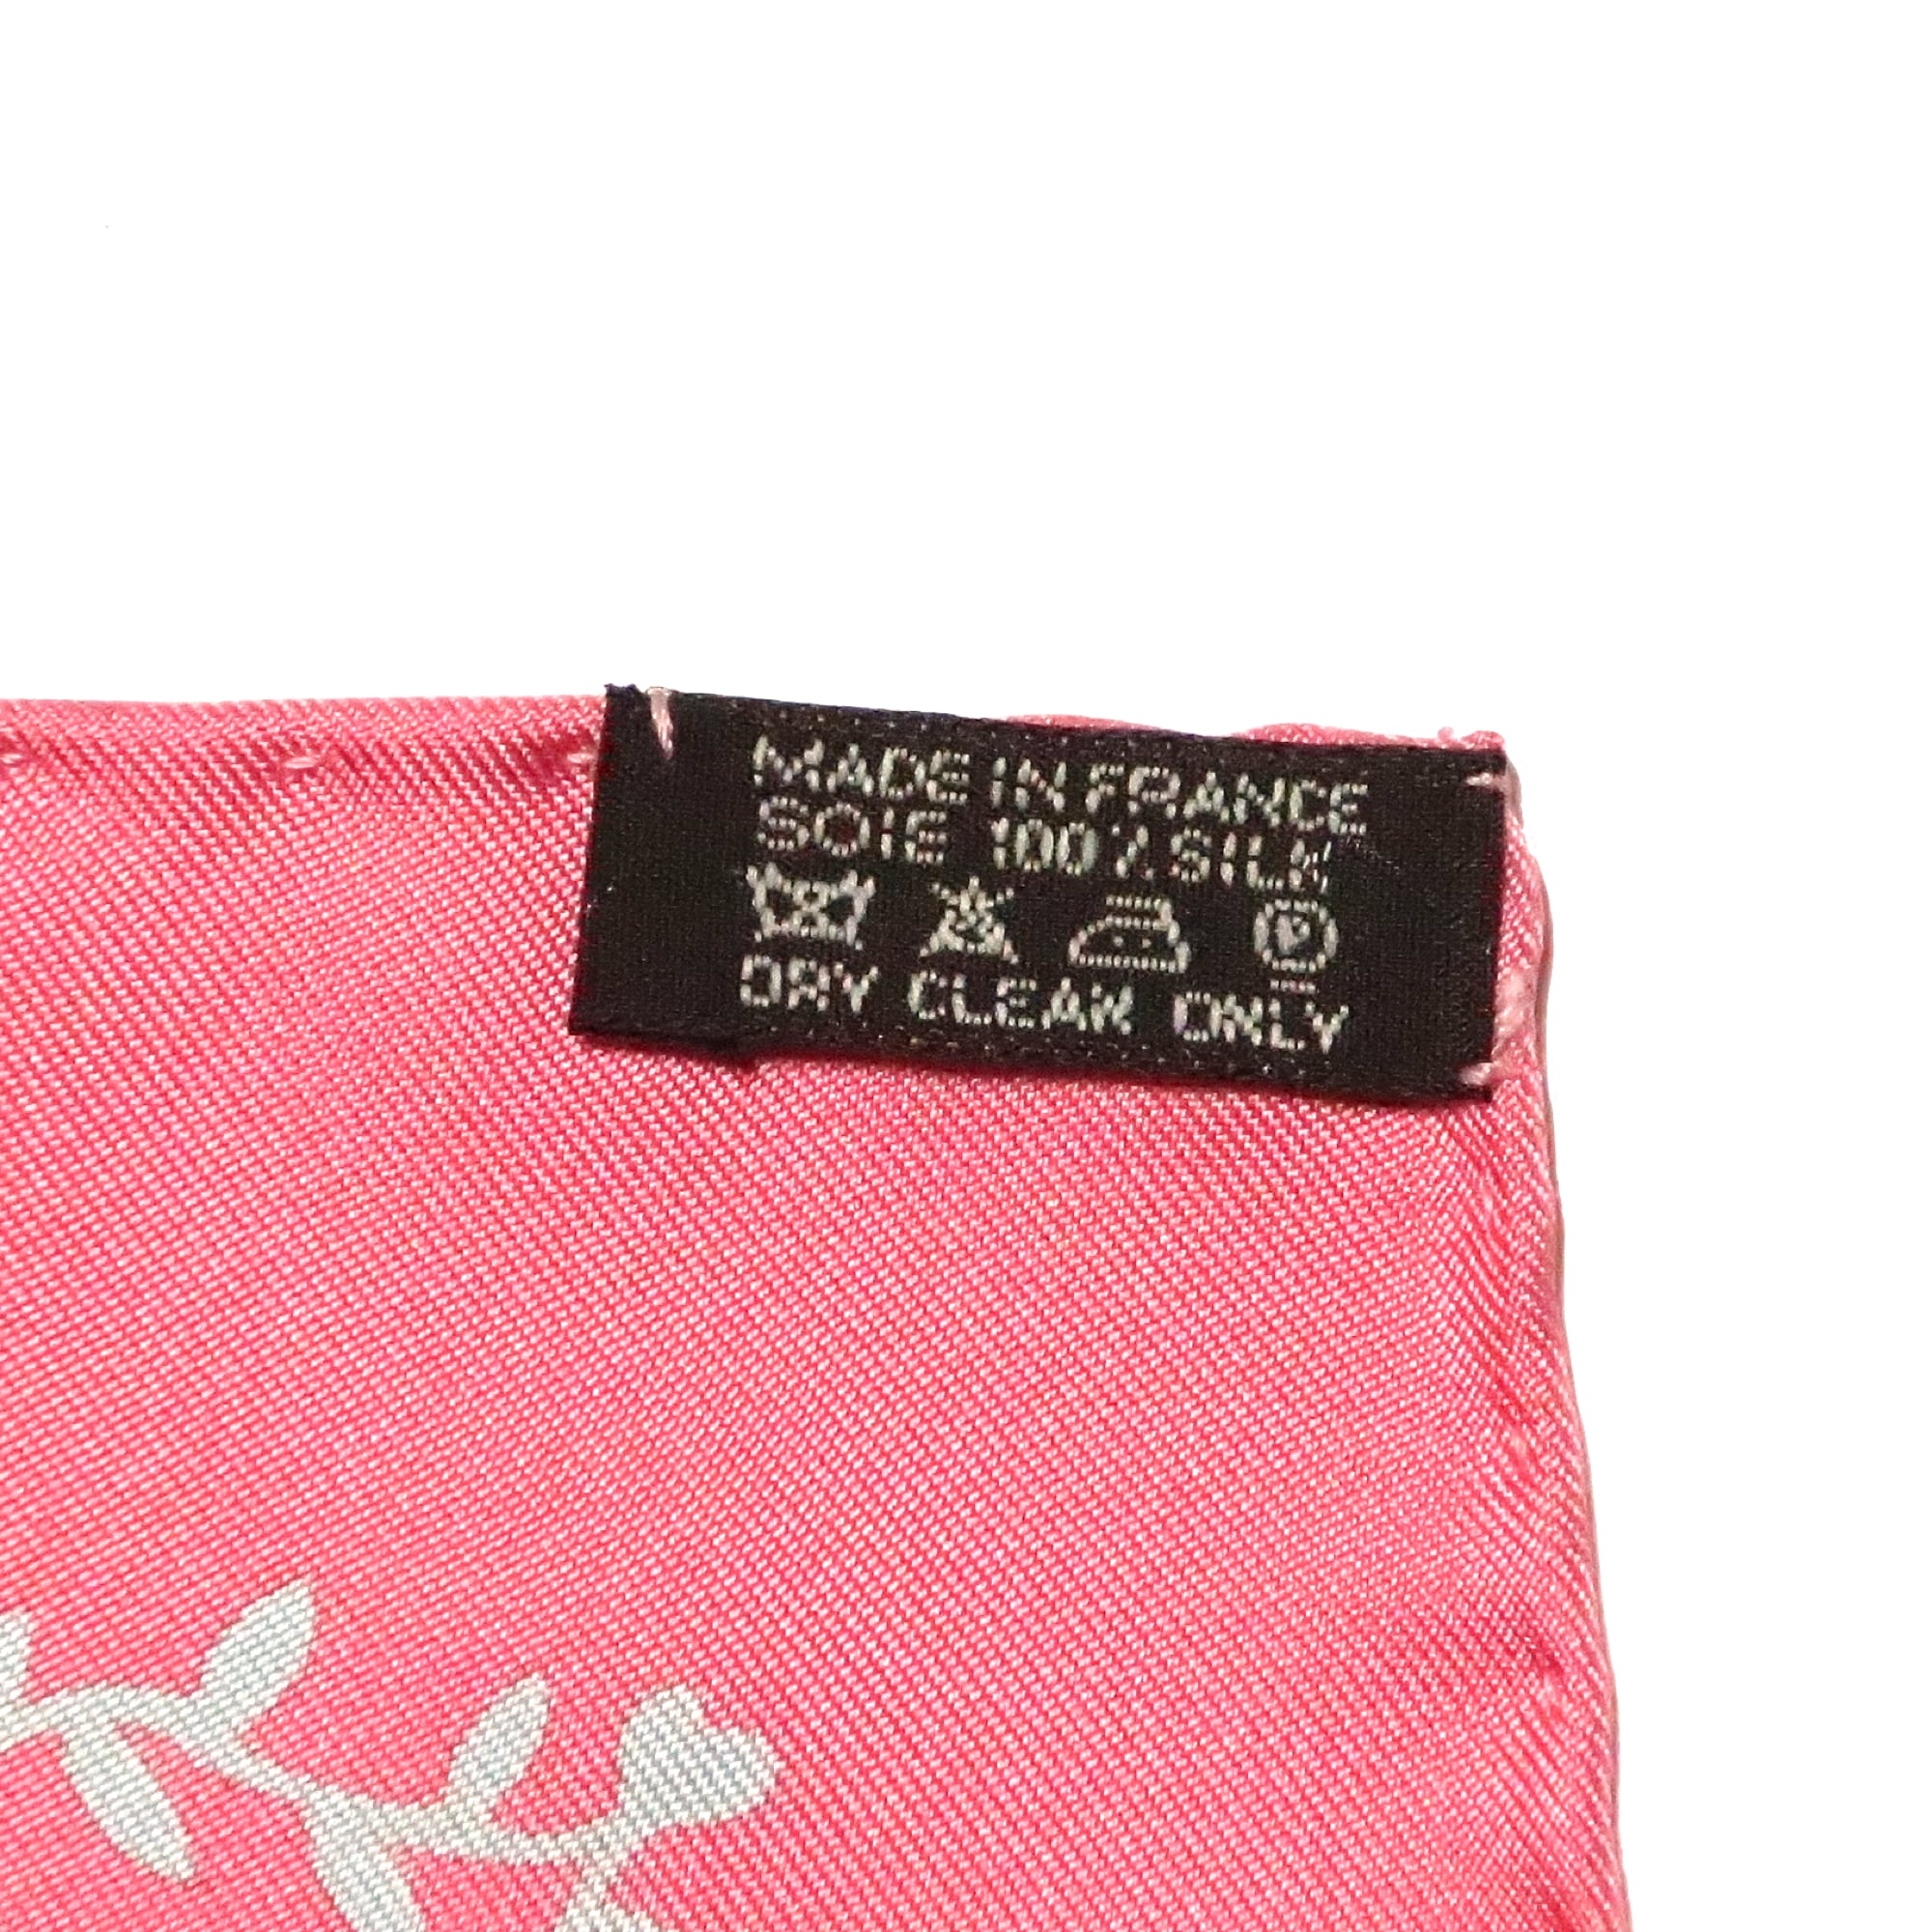 MADE IN FRANCE
SOIE 100% SILK
DRY CLEAN ONLY